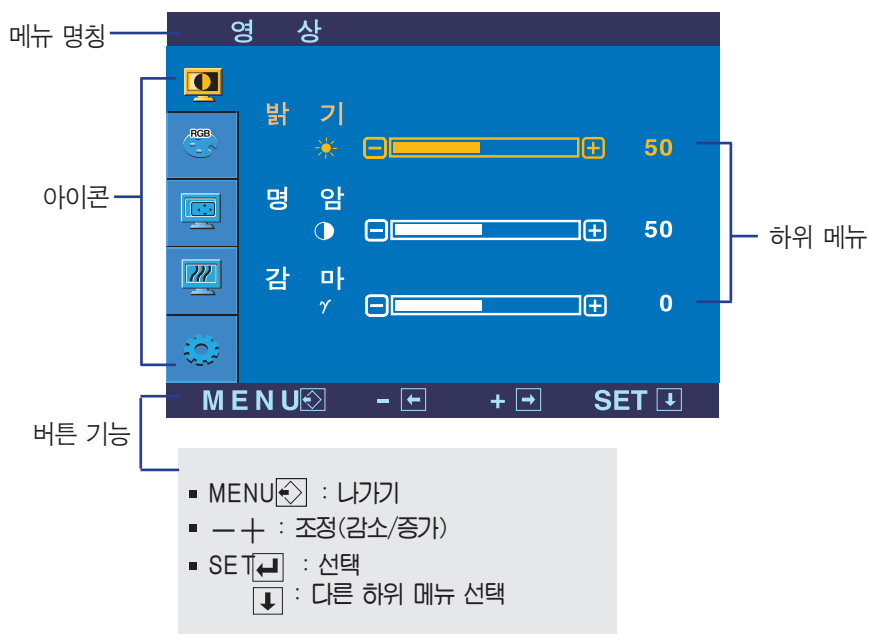 메뉴 명칭
영 상
RGB
밝 기
50
아이콘
명 암
50
하위 메뉴
감 마
γ
0
MENU - ← + → SET ↓
버튼 기능
▪ MENU : 나가기
▪ －＋ : 조정(감소/증가)
▪ SET ↵ : 선택
↓ : 다른 하위 메뉴 선택